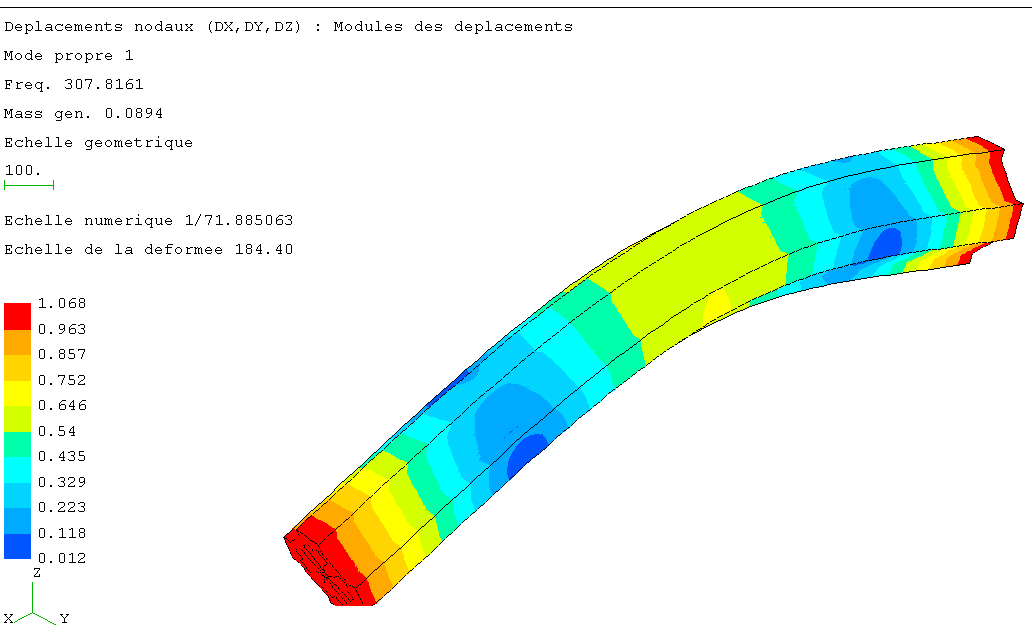 Deplacements nodaux (DX,DY,DZ) : Modules des deplacements
Mode propre 1
Freq. 307.8161
Mass gen. 0.0894
Echelle geometrique
100.
Echelle numerique 1/71.885063
Echelle de la deformee 184.40
1.068
0.963
0.857
0.752
0.646
0.54
0.435
0.329
0.223
0.118
0.012
Z
X Y